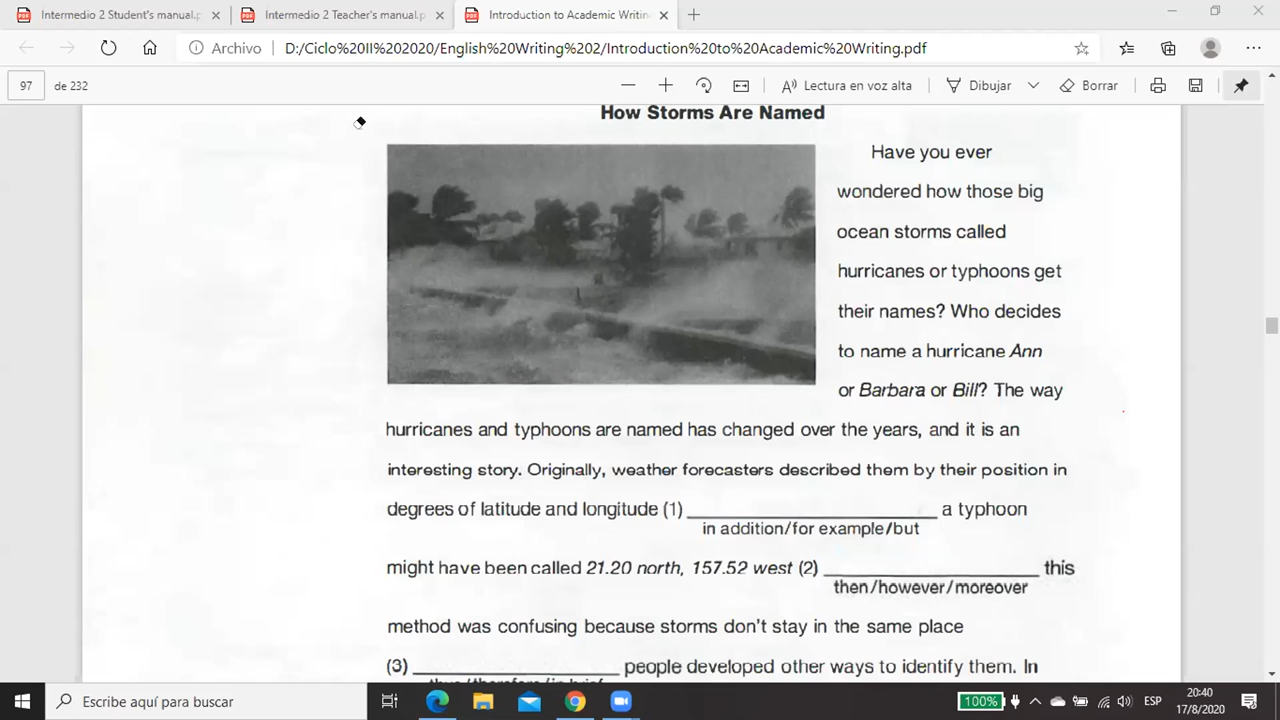 Intermedio 2 Student's manual.p
Intermedio 2 Teacher's manual.p
Introduction to Academic Writin
Archivo
D:/Ciclo%20II%202020/English%20Writing%202/Introduction%20to%20Academic%20Writing.pdf
97 de 232
Lectura en voz alta
Dibujar
Borrar
How Storms Are Named
Have you ever
wondered how those big
ocean storms called
hurricanes or typhoons get
their names? Who decides
to name a hurricane Ann
or Barbara or Bill? The way
hurricanes and typhoons are named has changed over the years, and it is an
interesting story. Originally, weather forecasters described them by their position in
degrees of latitude and longitude (1) ____________________ a typhoon
in addition/for example/but
might have been called 21.20 north, 157.52 west (2) ____________________ this
then/however/moreover
method was confusing because storms don't stay in the same place
(3) ____________________ people developed other ways to identify them. In
thus/therefore/in brief
Escribe aquí para buscar
100%
ESP
20:40
17/8/2020